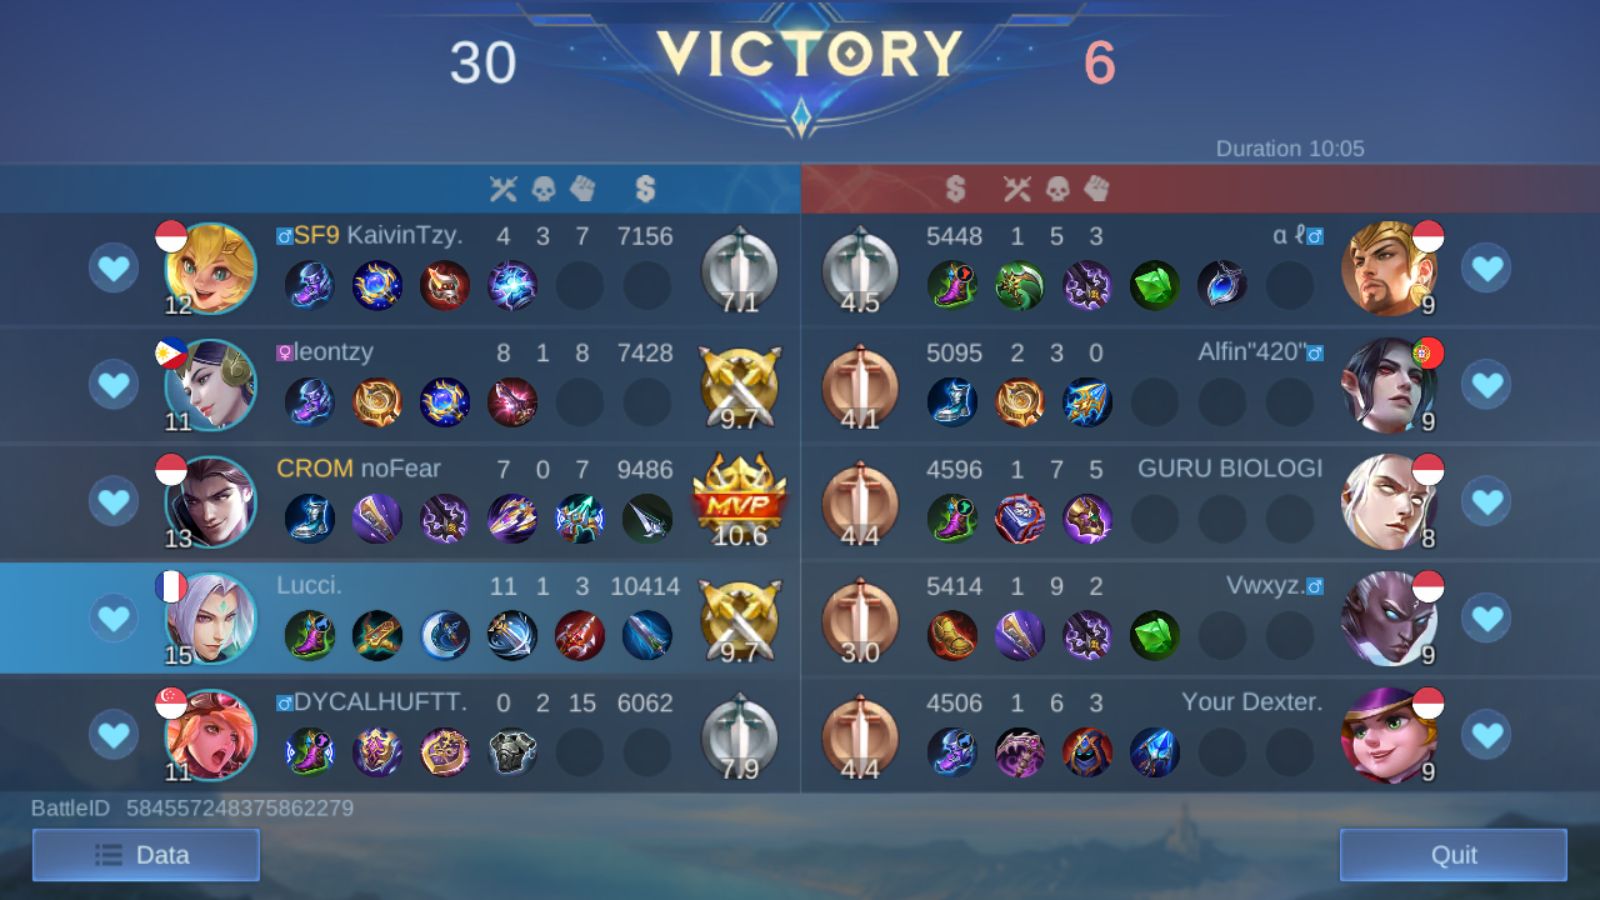 30 VICTORY 6
Duration 10:05
SF9 KaivinTzy. 4 3 7 7156 7.1 12
4.5 5448 1 5 3 α ℓ 9
leontzy 8 1 8 7428 9.7 11
4.1 5095 2 3 0 Alfin"420" 9
CROM noFear 7 0 7 9486 MVP 10.6 13
4.4 4596 1 7 5 GURU BIOLOGI 8
Lucci. 11 1 3 10414 9.7 15
3.0 5414 1 9 2 Vwxyz. 9
DYCALHUFTT. 0 2 15 6062 7.9 11
4.4 4506 1 6 3 Your Dexter. 9
BattleID 584557248375862279
Data
Quit